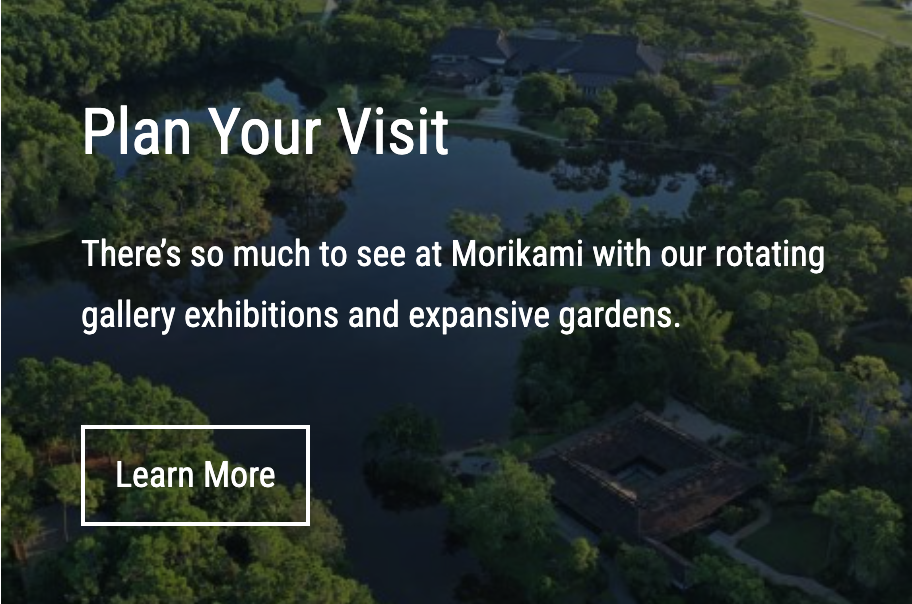 Plan Your Visit
There’s so much to see at Morikami with our rotating
gallery exhibitions and expansive gardens.
Learn More